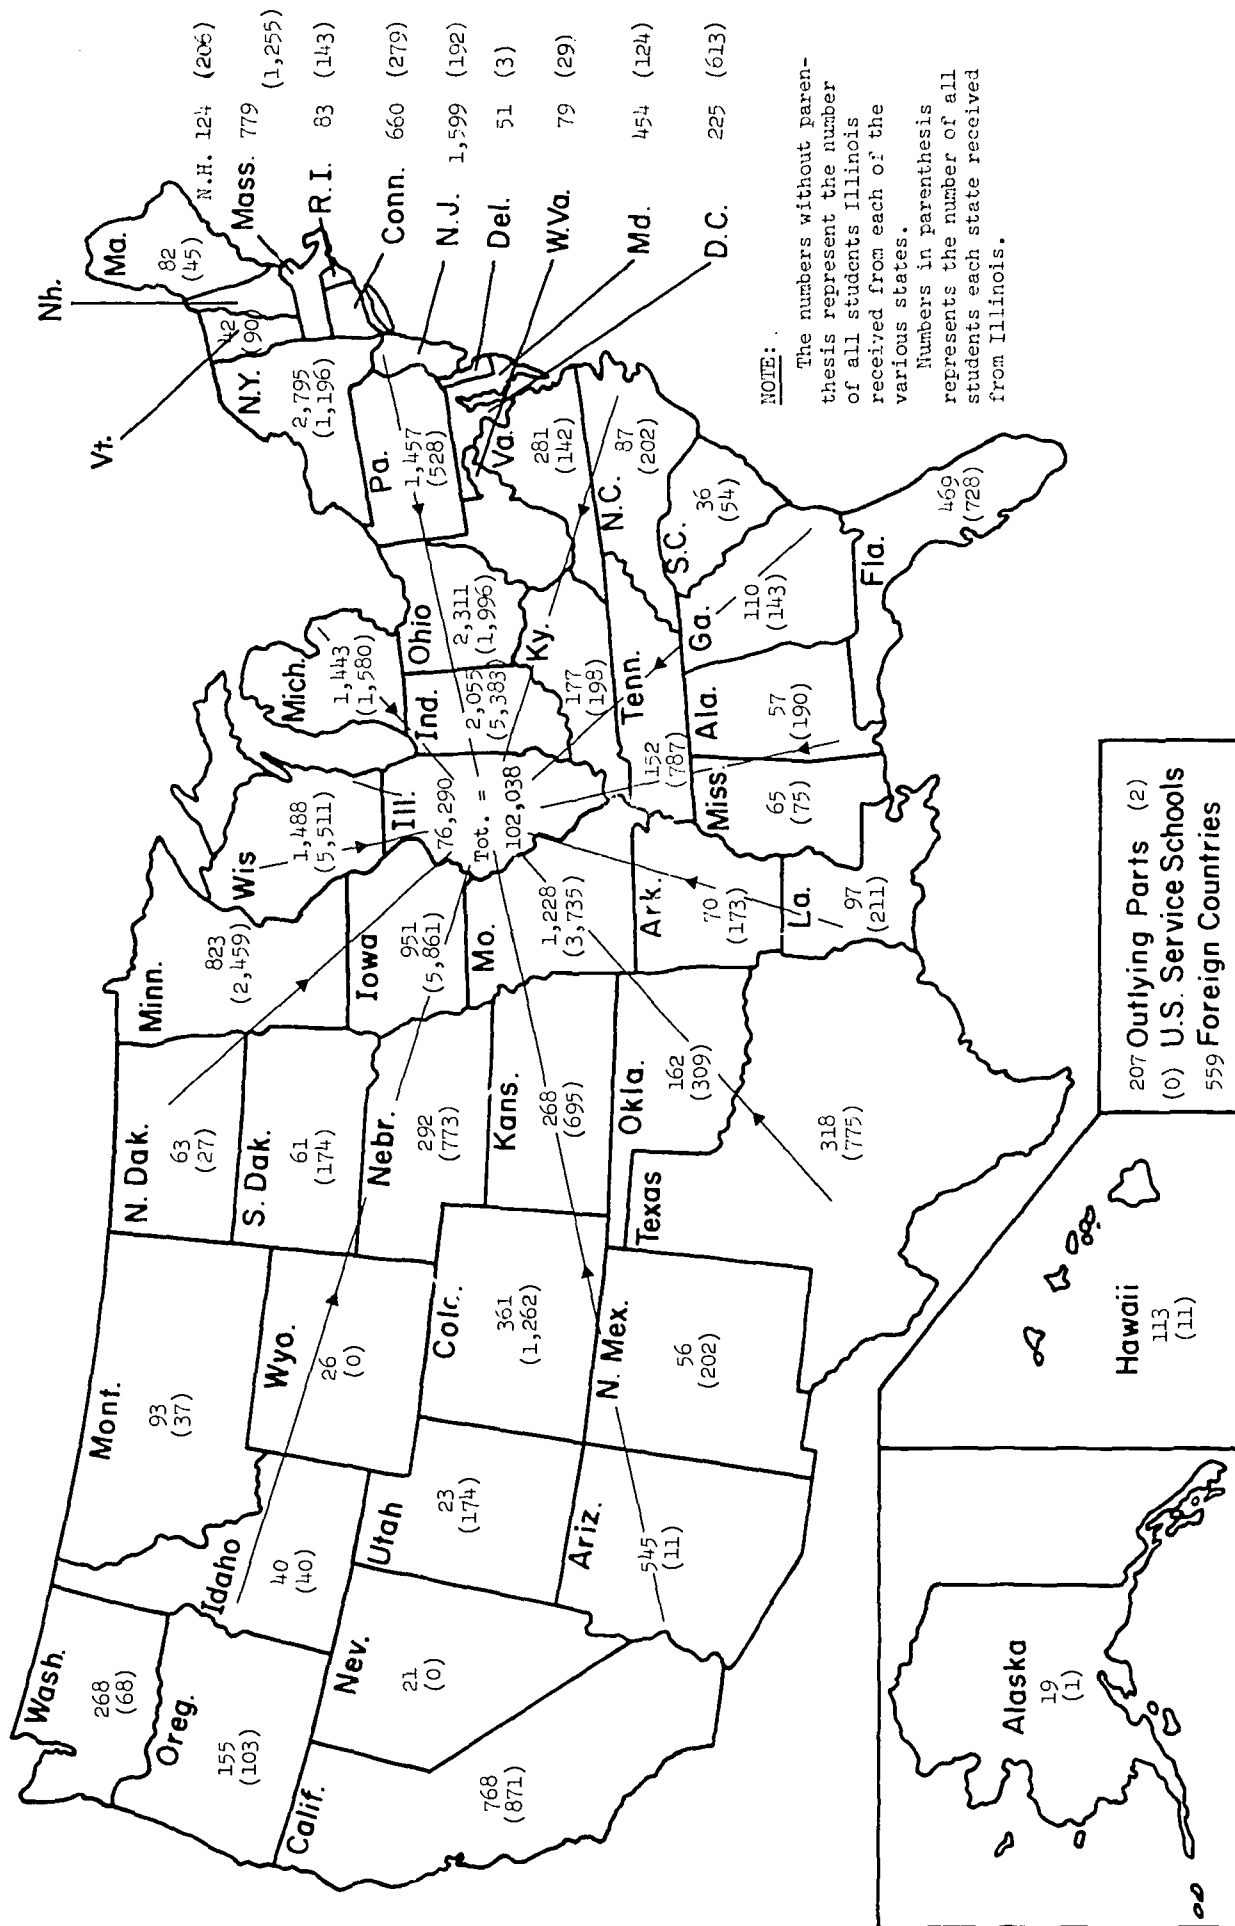 Wash.
268
(68)
Oreg.
155
(103)
Calif.
768
(871)
Nev.
21
(0)
Idaho
40
(40)
Mont.
93
(37)
Wyo.
26
(0)
Utah
23
(174)
Ariz.
545
(11)
Colc.
361
(1,262)
N. Mex.
56
(202)
N. Dak.
63
(27)
S. Dak.
61
(174)
Nebr.
292
(773)
Kans.
268
(695)
Okla.
162
(309)
Texas
318
(775)
Minn.
823
(2,459)
Iowa
951
(5,861)
Mo.
1,228
(3,735)
Ark.
70
(173)
La.
97
(211)
Wis
1,488
(5,511)
Ill.
76,290
Tot. =
102,038
Mich.
1,443
(1,580)
Ind.
2,055
(5,383)
Ohio
2,311
(1,996)
Ky.
177
(198)
Tenn.
152
(787)
Miss.
65
(75)
Ala.
57
(190)
Ga.
110
(143)
Fla.
469
(728)
S.C.
36
(54)
N.C.
87
(202)
Va.
281
(142)
Pa.
1,457
(528)
N.Y.
2,795
(1,196)
Vt.
42
(90)
Nh.
Ma.
82
(45)
N.H. 124 (206)
Mass. 779 (1,255)
R.I. 83 (143)
Conn. 660 (279)
N.J. 1,599 (192)
Del. 51 (3)
W.Va. 79 (29)
Md. 454 (124)
D.C. 225 (613)
NOTE:
The numbers without paren-
thesis represent the number
of all students Illinois
received from each of the
various states.
Numbers in parenthesis
represents the number of all
students each state received
from Illinois.
Alaska
19
(1)
Hawaii
113
(11)
207 Outlying Parts (2)
(0) U.S. Service Schools
559 Foreign Countries